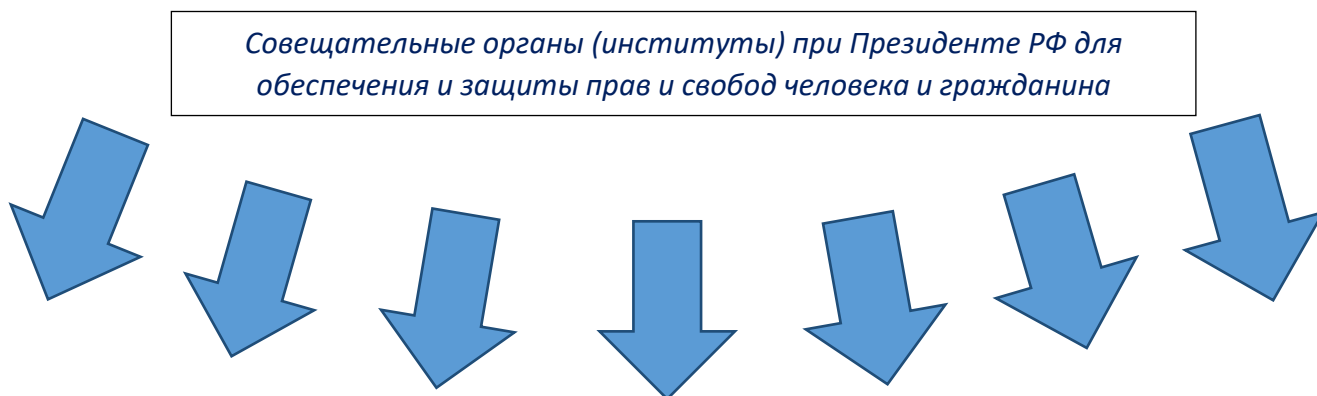 Совещательные органы (институты) при Президенте РФ для
обеспечения и защиты прав и свобод человека и гражданина